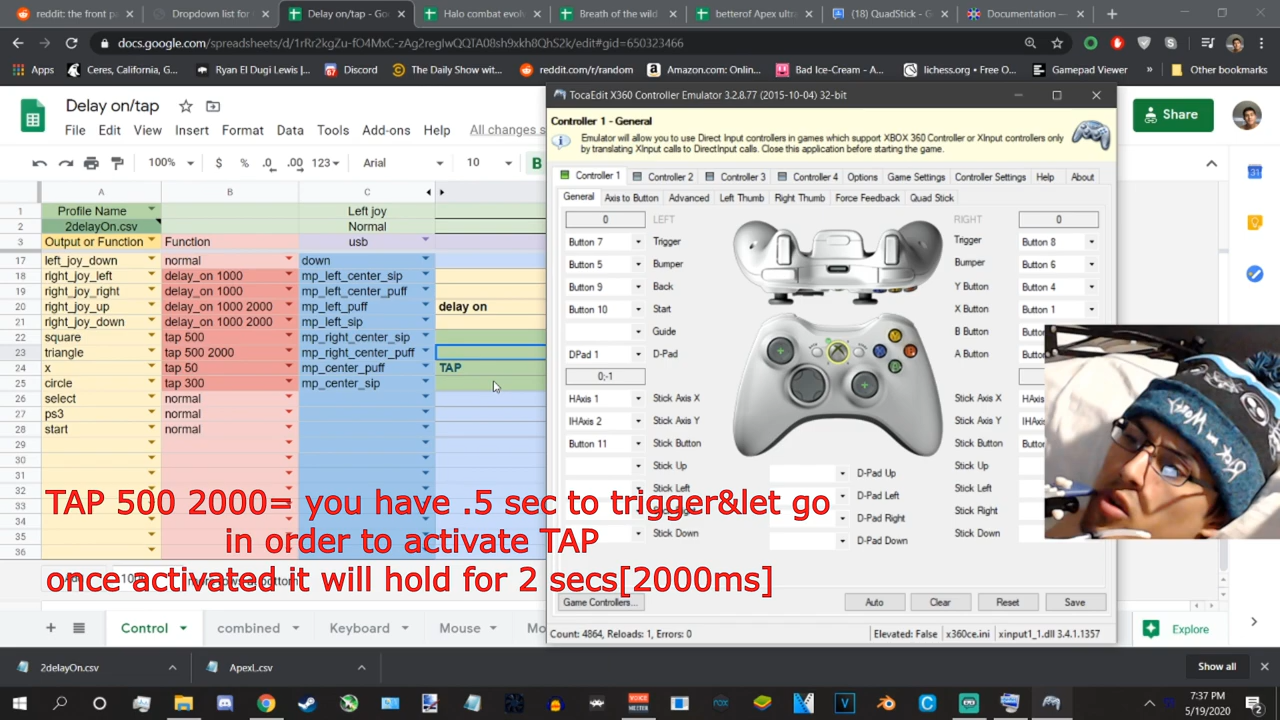 reddit: the front p
Dropdown list for
Delay on/tap - Go
Halo combat evol
Breath of the wild
betterof Apex ultra
(18) QuadStick - G
Documentation —
docs.google.com/spreadsheets/d/1rRr2kgZu-fO4MxC-zAg2regIwQQTA08sh9xkh8QhS2k/edit#gid=650323466
Apps
Ceres, California, G...
Ryan El Dugi Lewis |...
Discord
The Daily Show wit...
reddit.com/r/random
Amazon.com: Onlin...
Bad Ice-Cream - A...
lichess.org • Free O...
Gamepad Viewer
»
Other bookmarks
Delay on/tap
File Edit View Insert Format Data Tools Add-ons Help All changes s
Share
100% $ % .0 .00 123 Arial 10 B
A B C
1 Profile Name Left joy
2 2delayOn.csv Normal
3 Output or Function Function usb
17 left_joy_down normal down
18 right_joy_left delay_on 1000 mp_left_center_sip
19 right_joy_right delay_on 1000 mp_left_center_puff
20 right_joy_up delay_on 1000 2000 mp_left_puff delay on
21 right_joy_down delay_on 1000 2000 mp_left_sip
22 square tap 500 mp_right_center_sip
23 triangle tap 500 2000 mp_right_center_puff
24 x tap 50 mp_center_puff TAP
25 circle tap 300 mp_center_sip
26 select normal
27 ps3 normal
28 start normal
29
30
31
32
33
34
35
36
TocaEdit X360 Controller Emulator 3.2.8.77 (2015-10-04) 32-bit
Controller 1 - General
Emulator will allow you to use Direct Input controllers in games which support XBOX 360 Controller or XInput controllers only
by translating XInput calls to DirectInput calls. Close this application before starting the game.
Controller 1 Controller 2 Controller 3 Controller 4 Options Game Settings Controller Settings Help About
General Axis to Button Advanced Left Thumb Right Thumb Force Feedback Quad Stick
0 LEFT RIGHT 0
Button 7 Trigger Trigger Button 8
Button 5 Bumper Bumper Button 6
Button 9 Back Y Button Button 4
Button 10 Start X Button Button 1
Guide B Button Button
DPad 1 D-Pad A Button Button
0;-1
HAxis 1 Stick Axis X Stick Axis X HAxis
IHAxis 2 Stick Axis Y Stick Axis Y IHAxis
Button 11 Stick Button Stick Button Button
Stick Up D-Pad Up Stick Up
Stick Left D-Pad Left Stick Left
D-Pad Right Stick Right
Stick Down D-Pad Down Stick Down
TAP 500 2000= you have .5 sec to trigger&let go
in order to activate TAP
once activated it will hold for 2 secs[2000ms]
Game Controllers... Auto Clear Reset Save
Count: 4864, Reloads: 1, Errors: 0 Elevated: False x360ce.ini xinput1_1.dll 3.4.1.1357
Control combined Keyboard Mouse Mo
Explore
2delayOn.csv ApexL.csv Show all
7:37 PM
5/19/2020